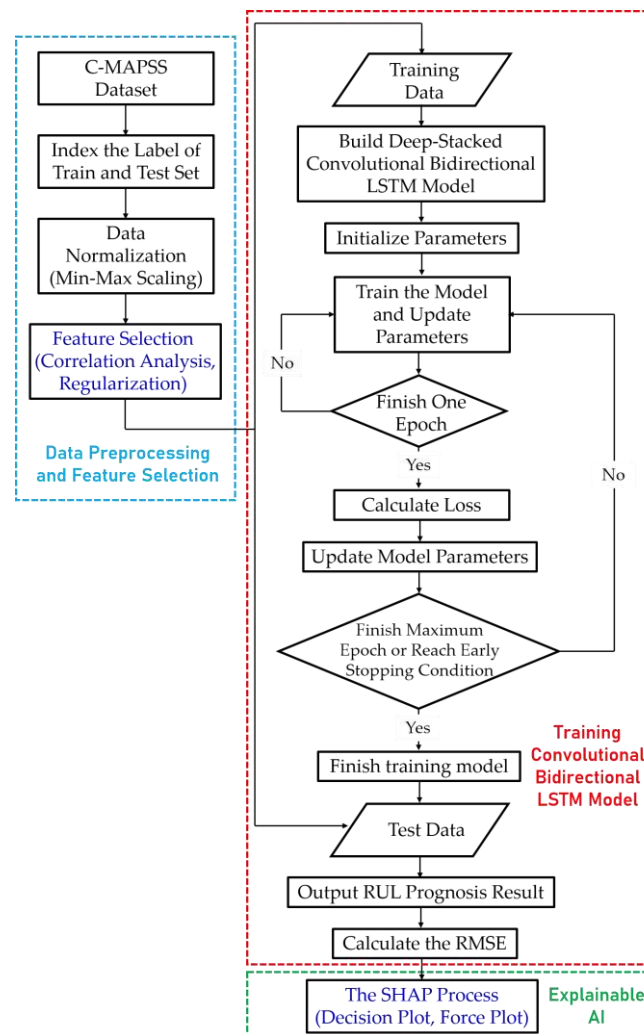 C-MAPSS
Dataset
Index the Label of
Train and Test Set
Data
Normalization
(Min-Max Scaling)
Feature Selection
(Correlation Analysis,
Regularization)
Data Preprocessing
and Feature Selection
Training
Data
Build Deep-Stacked
Convolutional Bidirectional
LSTM Model
Initialize Parameters
Train the Model
and Update
Parameters
No
Finish One
Epoch
Yes
No
Calculate Loss
Update Model Parameters
Finish Maximum
Epoch or Reach Early
Stopping Condition
Yes
Finish training model
Training
Convolutional
Bidirectional
LSTM Model
Test Data
Output RUL Prognosis Result
Calculate the RMSE
The SHAP Process
(Decision Plot, Force Plot)
Explainable
AI